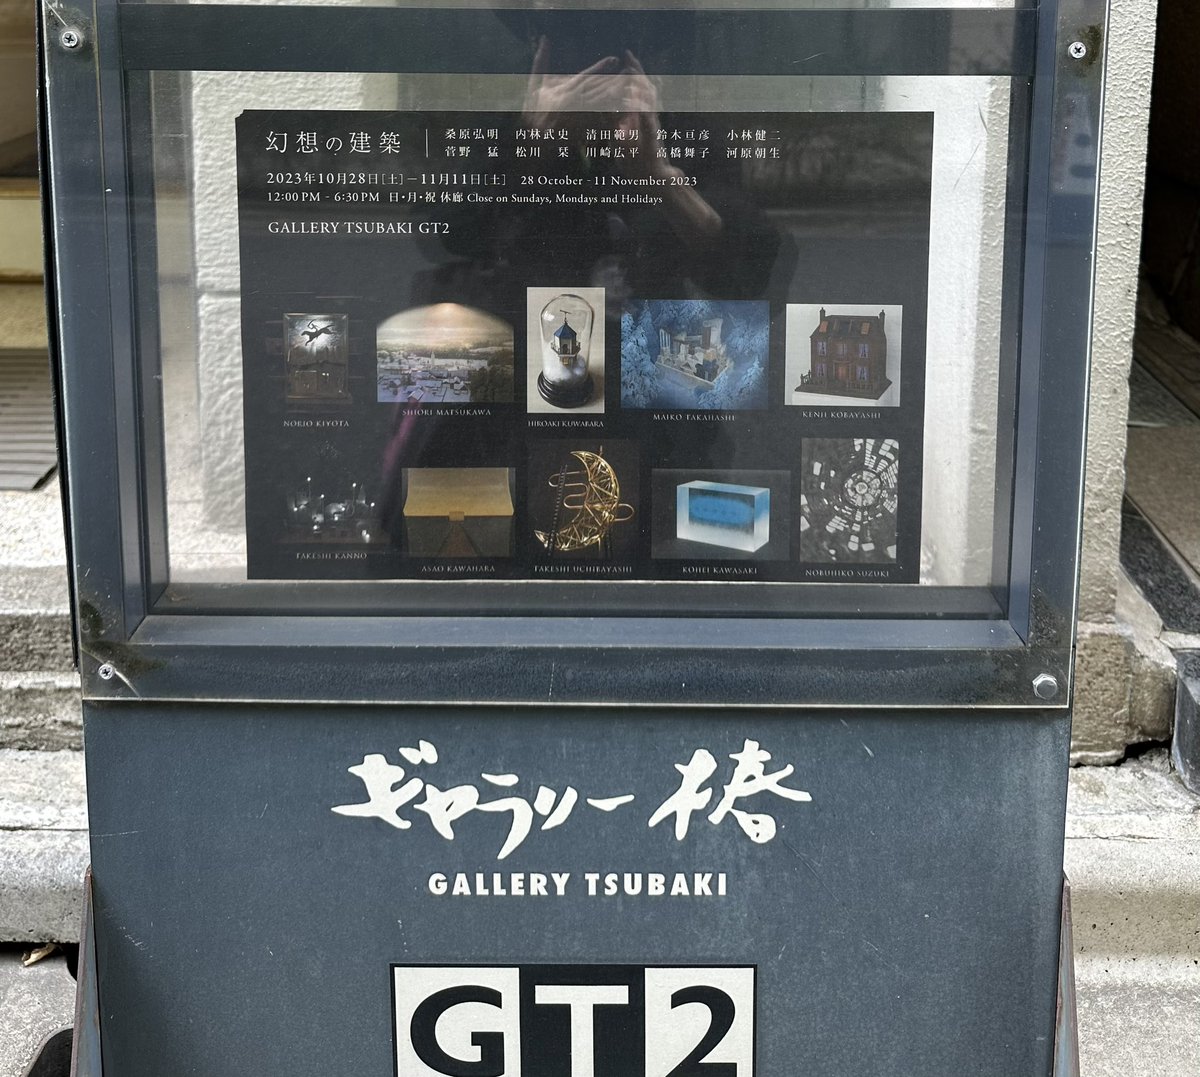 幻想の建築
桑原弘明 内林武史 清田範男 鈴木亘彦 小林健二
菅野 猛 松川 栞 川崎広平 高橋舞子 河原朝生
2023年10月28日[土]－11月11日[土] 28 October - 11 November 2023
12:00 PM - 6:30 PM 日・月・祝 休廊 Close on Sundays, Mondays and Holidays
GALLERY TSUBAKI GT2
NORIO KIYOTA
SHIORI MATSUKAWA
HIROAKI KUWABARA
MAIKO TAKAHASHI
KENJI KOBAYASHI
TAKESHI KANNO
ASAO KAWAHARA
TAKESHI UCHIBAYASHI
KOHEI KAWASAKI
NOBUHIKO SUZUKI
ギャラリー椿
GALLERY TSUBAKI
GT2